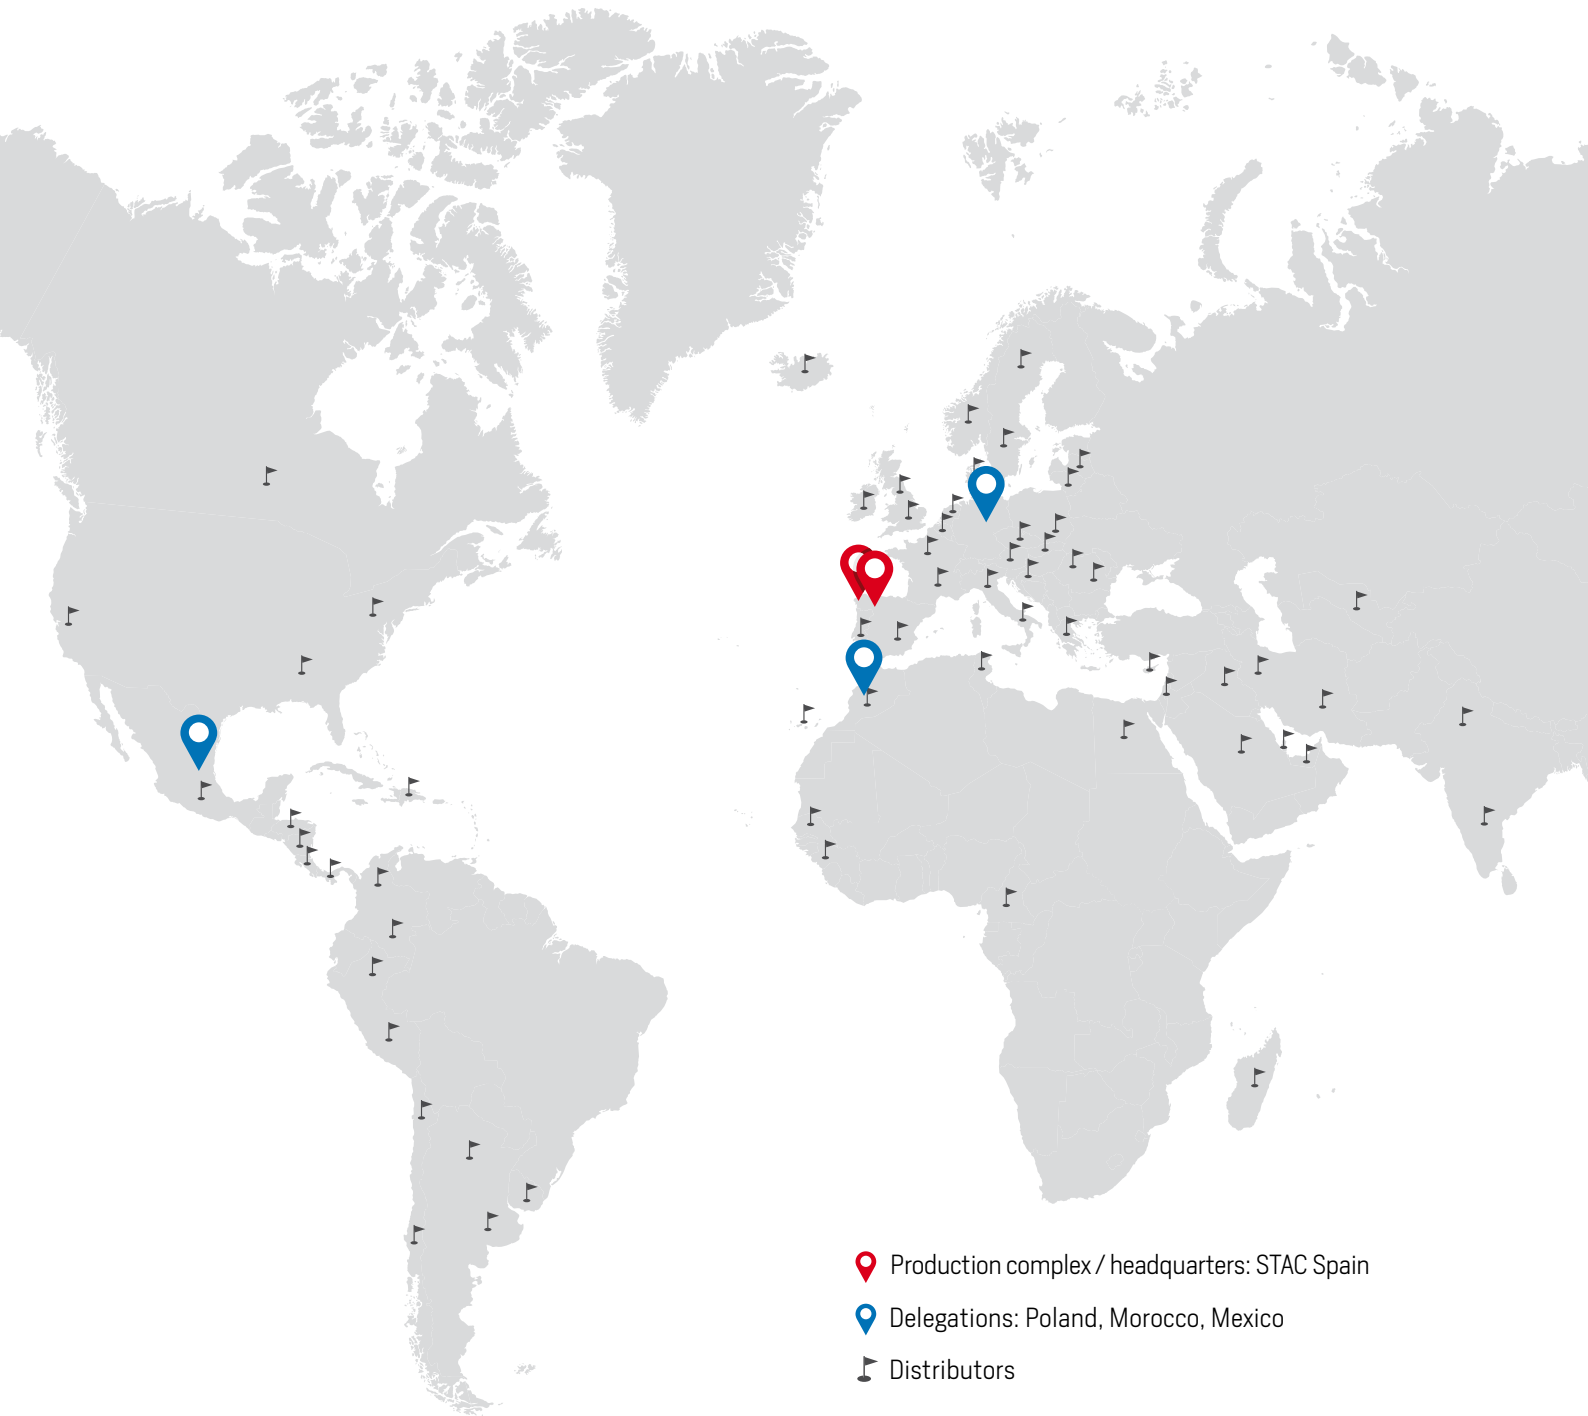 Production complex / headquarters: STAC Spain
Delegations: Poland, Morocco, Mexico
Distributors